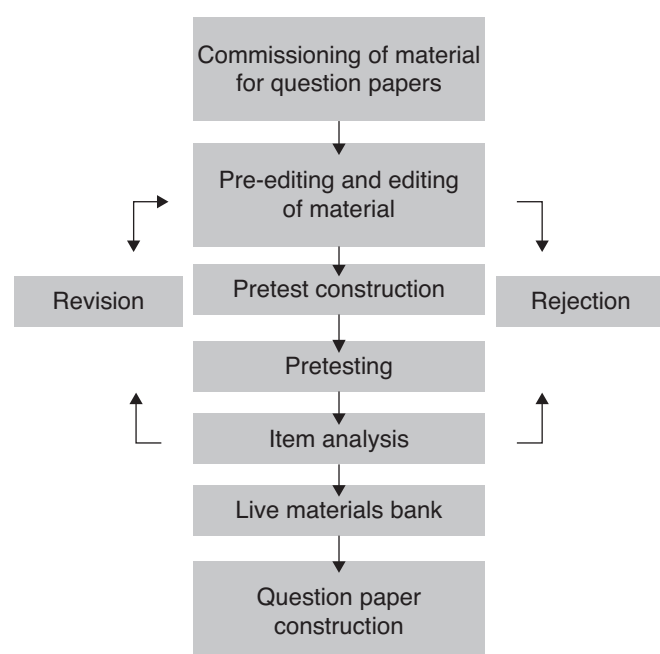 Commissioning of material
for question papers
Pre-editing and editing
of material
Revision
Pretest construction
Rejection
Pretesting
Item analysis
Live materials bank
Question paper
construction